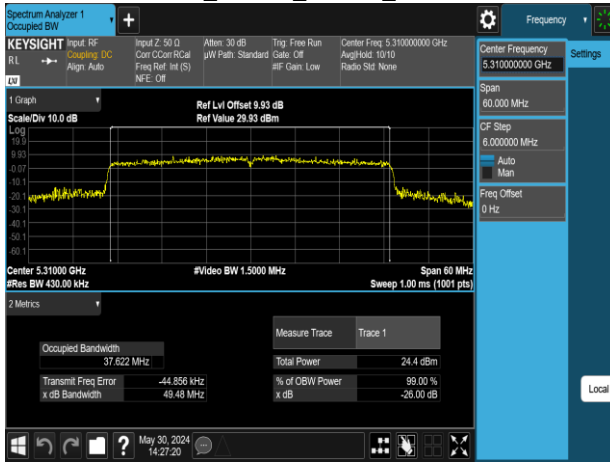 Spectrum Analyzer 1
Occupied BW
Frequency
KEYSIGHT
RL
Input: RF
Coupling: DC
Align: Auto
Input Z: 50 Ω
Corr CCorr RCal
Freq Ref: Int (S)
NFE: Off
Atten: 30 dB
µW Path: Standard
Trig: Free Run
Gate: Off
#IF Gain: Low
Center Freq: 5.310000000 GHz
Avg|Hold: 10/10
Radio Std: None
LXI
Center Frequency
5.310000000 GHz
Settings
Span
60.000 MHz
CF Step
6.000000 MHz
Auto
Man
Freq Offset
0 Hz
1 Graph
Scale/Div 10.0 dB
Ref Lvl Offset 9.93 dB
Ref Value 29.93 dBm
Log
19.9
9.93
-0.07
-10.1
-20.1
-30.1
-40.1
-50.1
-60.1
Center 5.31000 GHz
#Res BW 430.00 kHz
#Video BW 1.5000 MHz
Span 60 MHz
Sweep 1.00 ms (1001 pts)
2 Metrics
Measure Trace
Trace 1
Occupied Bandwidth
37.622 MHz
Total Power
24.4 dBm
Transmit Freq Error
-44.856 kHz
% of OBW Power
99.00 %
x dB Bandwidth
49.48 MHz
x dB
-26.00 dB
Local
?
May 30, 2024
14:27:20